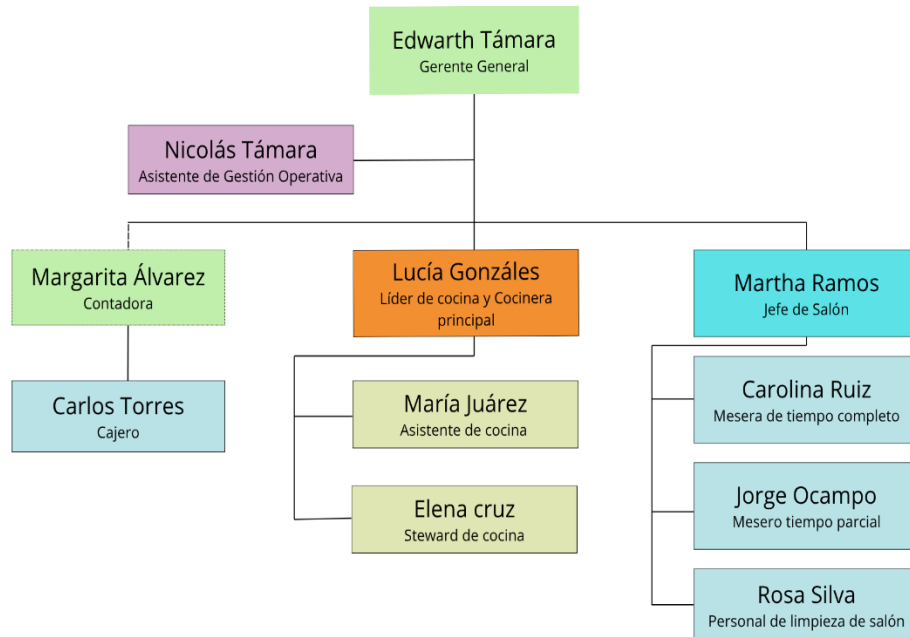 Edwarth Támara
Gerente General
Nicolás Támara
Asistente de Gestión Operativa
Margarita Álvarez
Contadora
Carlos Torres
Cajero
Lucía Gonzáles
Líder de cocina y Cocinera
principal
María Juárez
Asistente de cocina
Elena cruz
Steward de cocina
Martha Ramos
Jefe de Salón
Carolina Ruiz
Mesera de tiempo completo
Jorge Ocampo
Mesero tiempo parcial
Rosa Silva
Personal de limpieza de salón